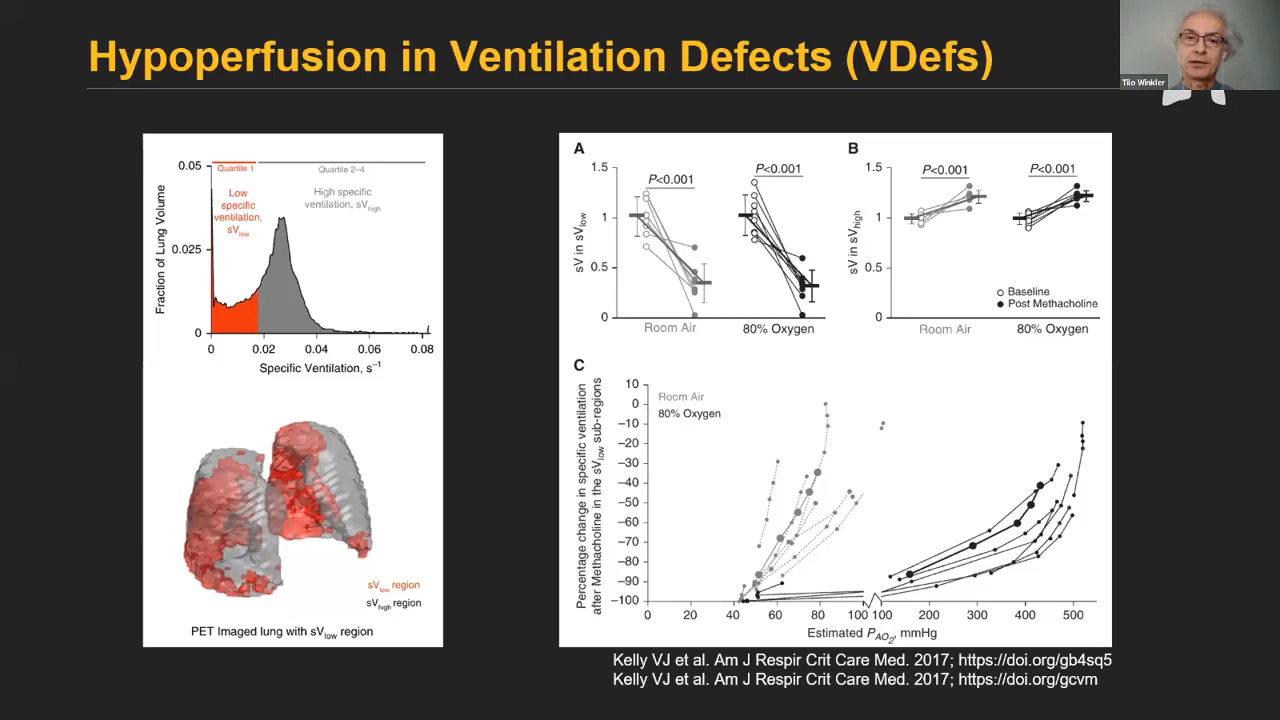 Hypoperfusion in Ventilation Defects (VDefs)
Tilo Winkler
0.05
0.025
0
Fraction of Lung Volume
Quartile 1
Quartile 2–4
Low
specific
ventilation,
sVlow
High specific
ventilation, sVhigh
0 0.02 0.04 0.06 0.08
Specific Ventilation, s–1
sVlow region
sVhigh region
PET Imaged lung with sVlow region
A
1.5
1
0.5
0
sV in sVlow
P<0.001
P<0.001
Room Air
80% Oxygen
B
1.5
1
0.5
0
sV in sVhigh
P<0.001
P<0.001
Baseline
Post Methacholine
Room Air
80% Oxygen
C
Percentage change in specific ventilation
after Methacholine in the sVlow sub-regions
10
0
–10
–20
–30
–40
–50
–60
–70
–80
–90
–100
Room Air
80% Oxygen
0 20 40 60 80 100 100 200 300 400 500
Estimated PAO2, mmHg
Kelly VJ et al. Am J Respir Crit Care Med. 2017; https://doi.org/gb4sq5
Kelly VJ et al. Am J Respir Crit Care Med. 2017; https://doi.org/gcvm